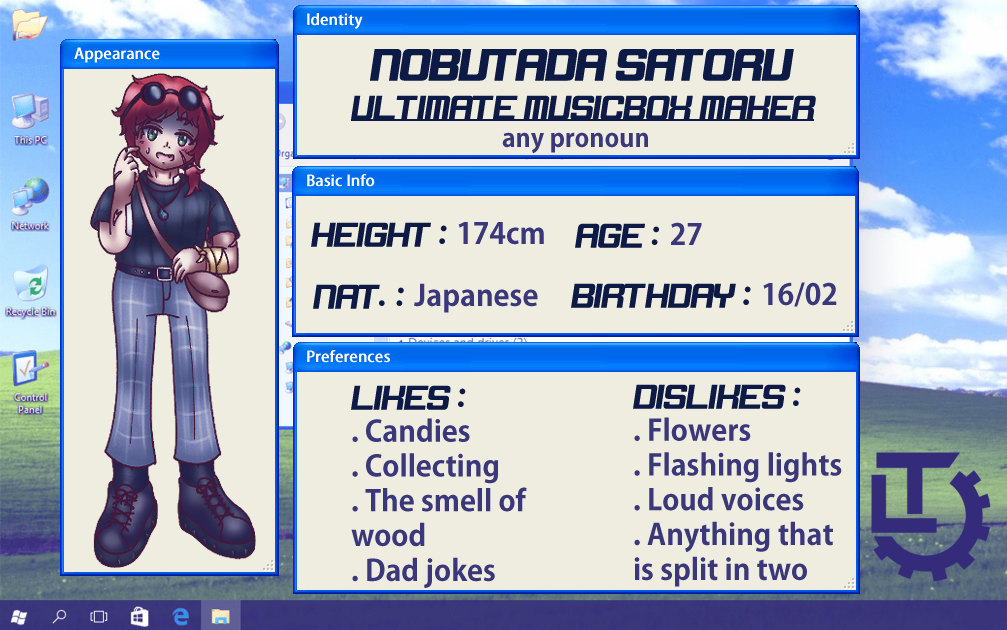 Identity
NOBUTADA SATORU
ULTIMATE MUSICBOX MAKER
any pronoun
Appearance
This PC
Network
Recycle Bin
Control
Panel
Basic Info
HEIGHT : 174cm
AGE : 27
NAT. : Japanese
BIRTHDAY : 16/02
Preferences
LIKES :
. Candies
. Collecting
. The smell of
wood
. Dad jokes
DISLIKES :
. Flowers
. Flashing lights
. Loud voices
. Anything that
is split in two
LT